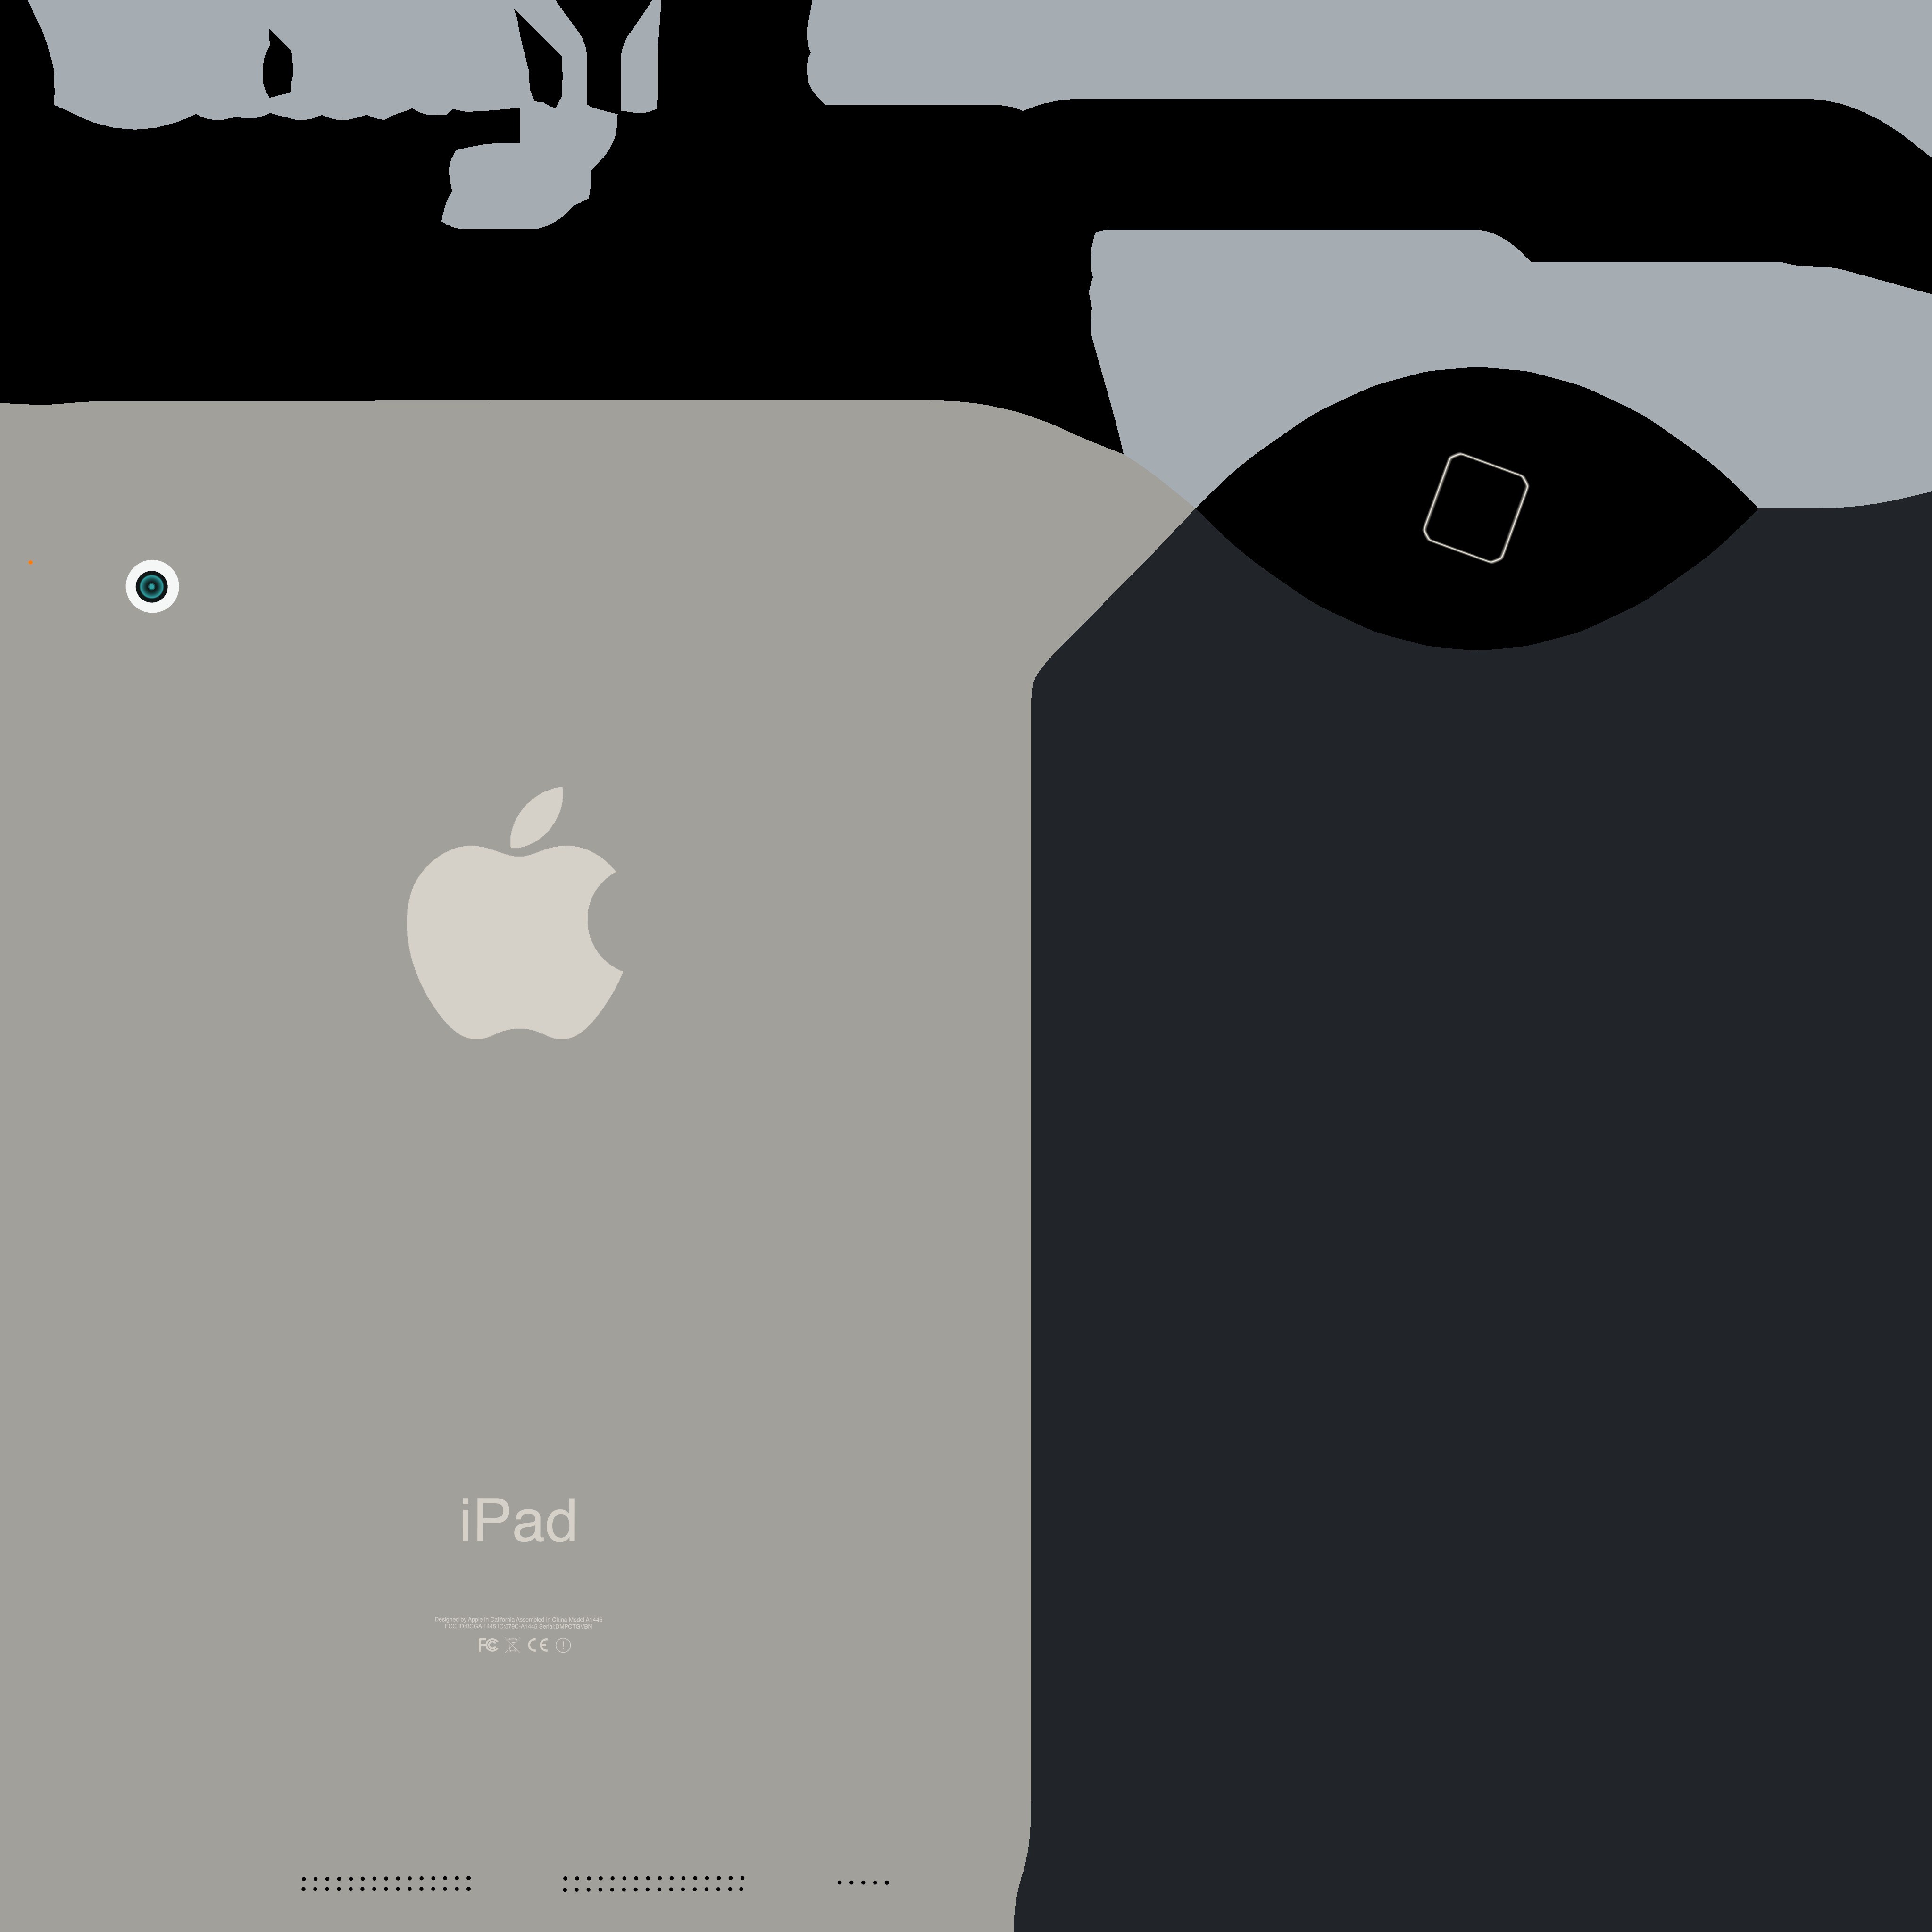 iPad
Designed by Apple in California Assembled in China Model A1445
FCC ID BCGA 1445 IC 579C-A1445 Serial
FC CE